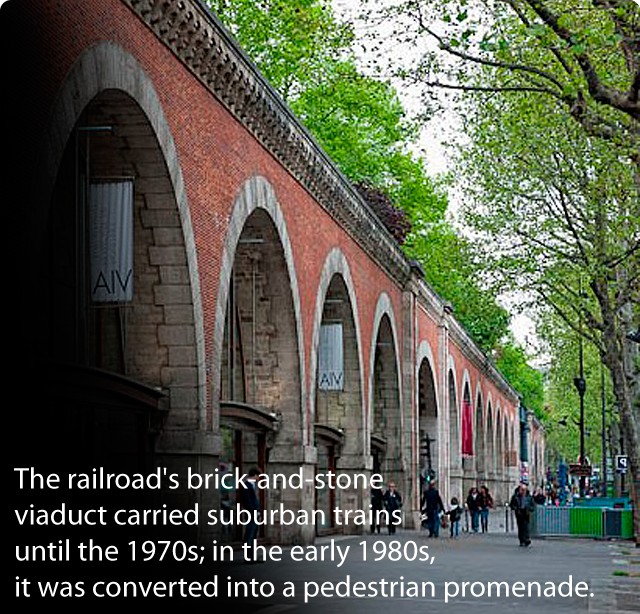 AIV
AIV
The railroad's brick-and-stone
viaduct carried suburban trains
until the 1970s; in the early 1980s,
it was converted into a pedestrian promenade.
P